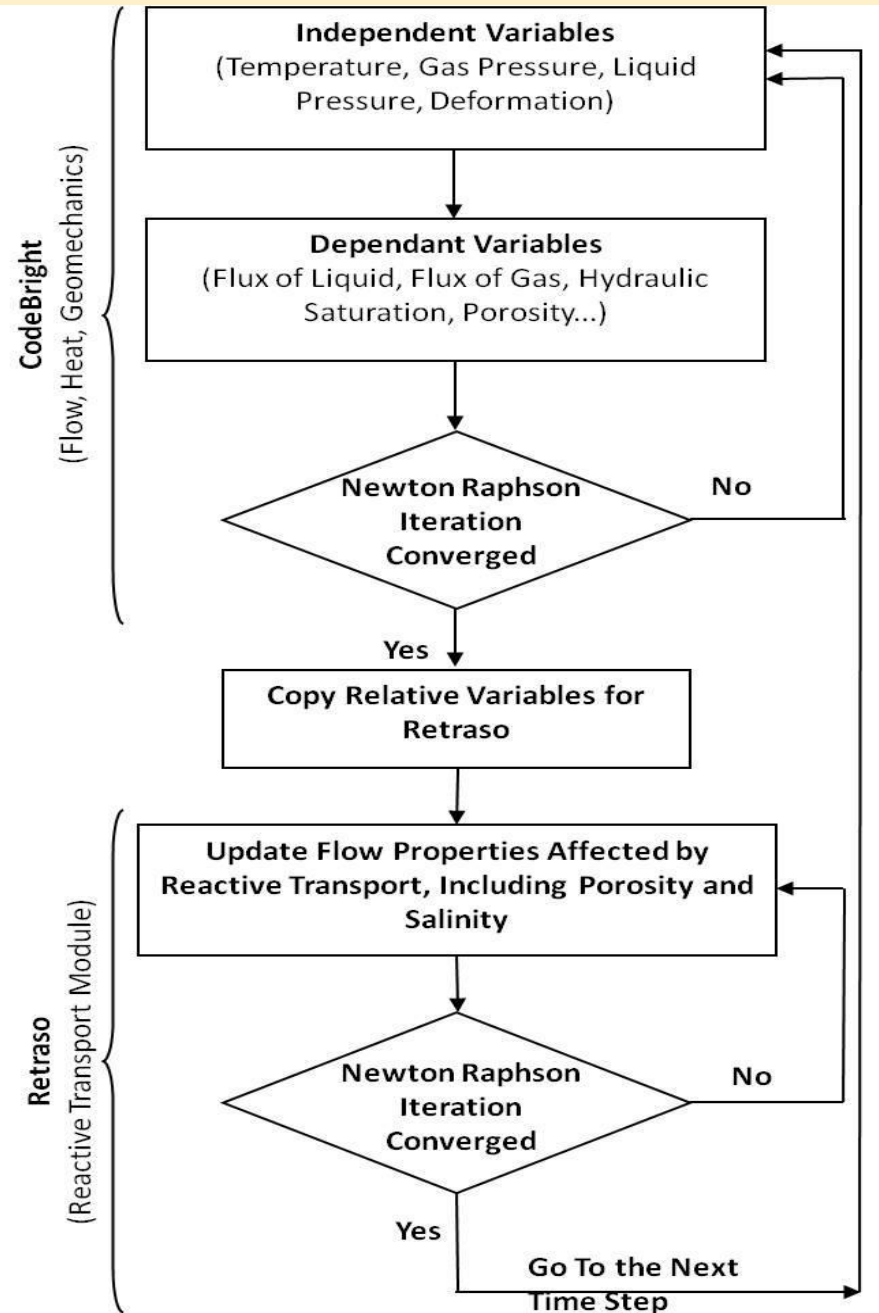 Independent Variables
(Temperature, Gas Pressure, Liquid
Pressure, Deformation)
Dependant Variables
(Flux of Liquid, Flux of Gas, Hydraulic
Saturation, Porosity...)
CodeBright
(Flow, Heat, Geomechanics)
Newton Raphson
Iteration
Converged
No
Yes
Copy Relative Variables for
Retraso
Update Flow Properties Affected by
Reactive Transport, Including Porosity and
Salinity
Retraso
(Reactive Transport Module)
Newton Raphson
Iteration
Converged
No
Yes
Go To the Next
Time Step